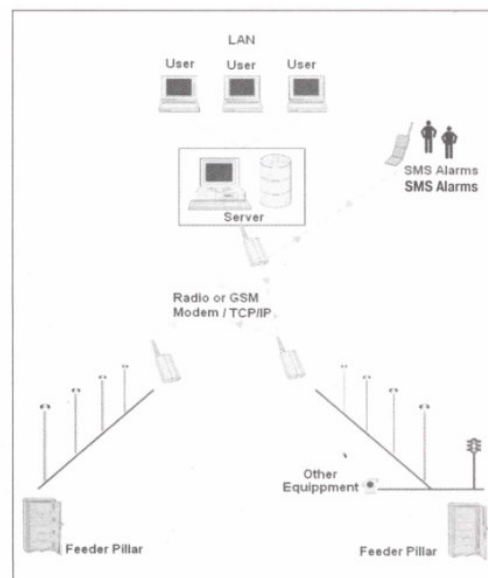 LAN
User User User
SMS Alarms
SMS Alarms
Server
Radio or GSM
Modem / TCP/IP
Other
Equippment
Feeder Pillar
Feeder Pillar